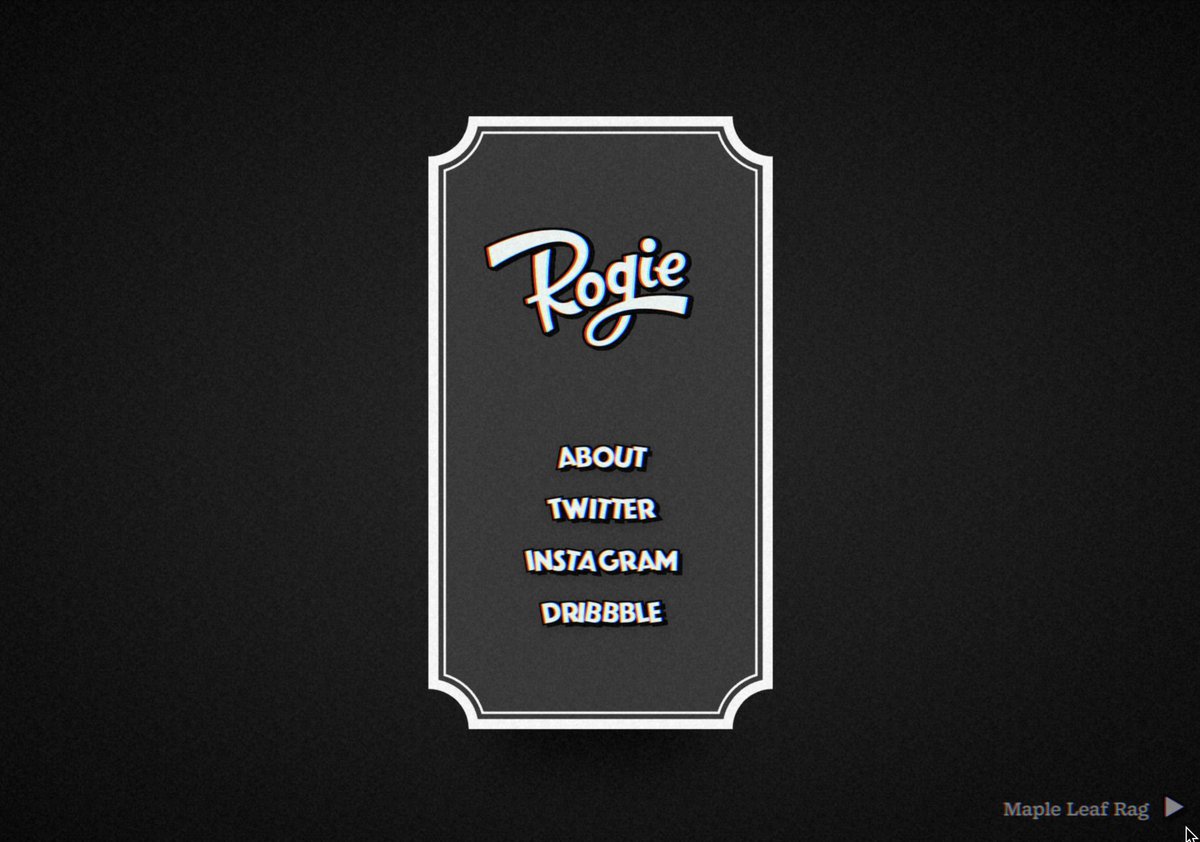 Rogie
ABOUT
TWITTER
INSTAGRAM
DRIBBBLE
Maple Leaf Rag